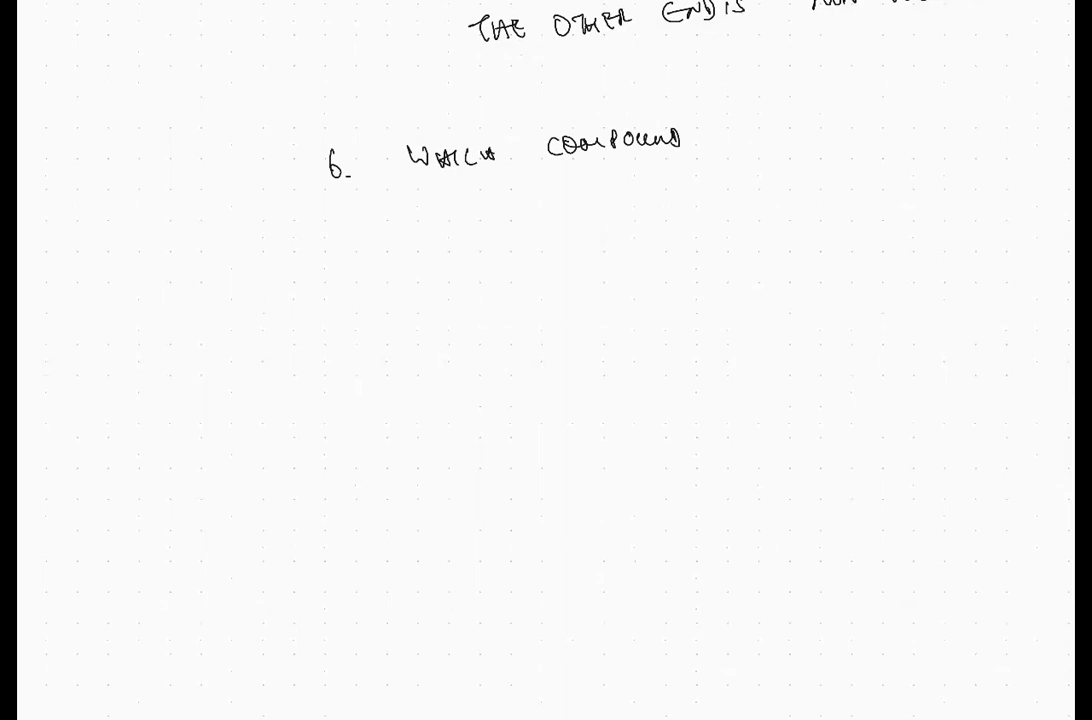 THE OTHER END IS
6. WHICH COMPOUND